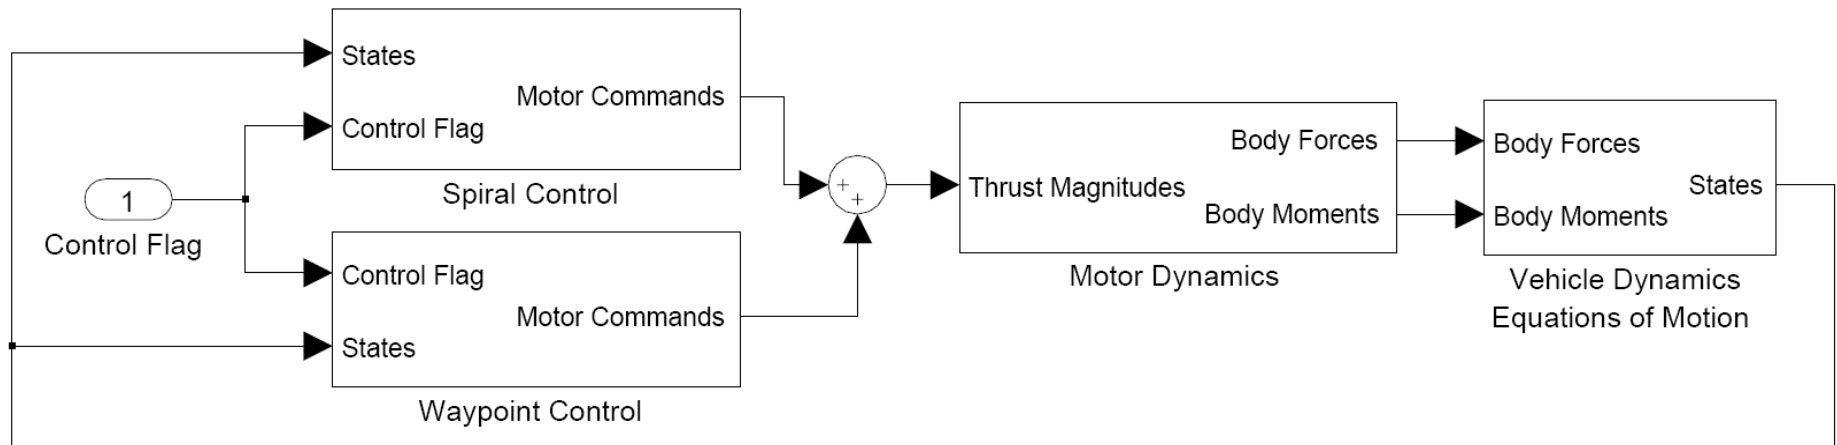 States
Motor Commands
Control Flag
Spiral Control
1
Control Flag
Control Flag
Motor Commands
States
Waypoint Control
+
+
Thrust Magnitudes
Body Forces
Body Moments
Motor Dynamics
Body Forces
States
Body Moments
Vehicle Dynamics
Equations of Motion